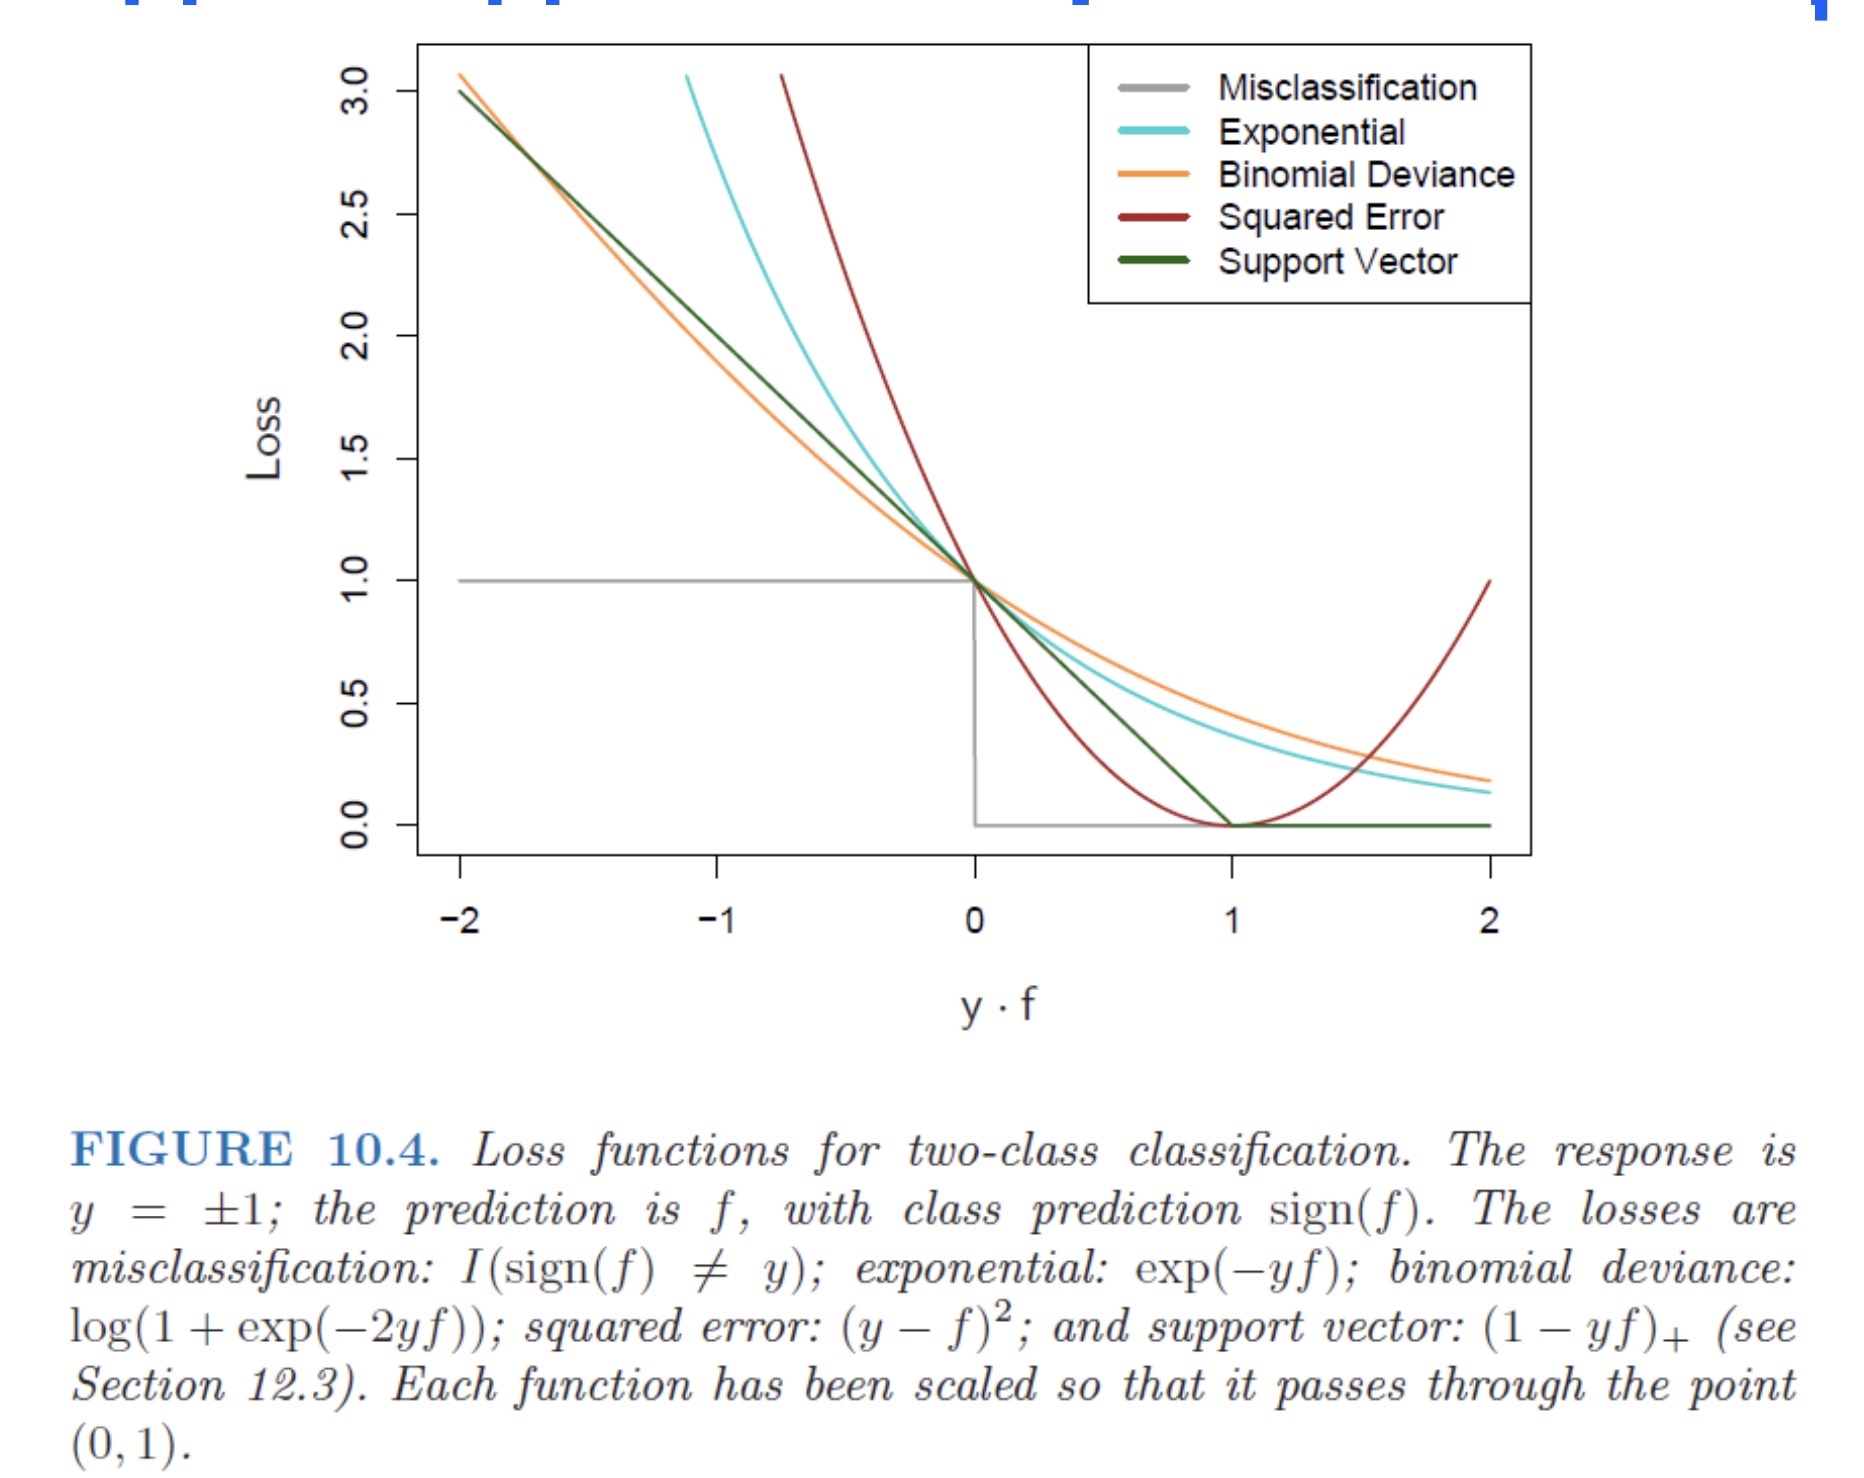 3.0
2.5
2.0
1.5
1.0
0.5
0.0
Loss
Misclassification
Exponential
Binomial Deviance
Squared Error
Support Vector
−2 −1 0 1 2
y · f
FIGURE 10.4. Loss functions for two-class classification. The response is
y = ±1; the prediction is f, with class prediction sign(f). The losses are
misclassification: I(sign(f) ≠ y); exponential: exp(−yf); binomial deviance:
log(1 + exp(−2yf)); squared error: (y − f)²; and support vector: (1 − yf)₊ (see
Section 12.3). Each function has been scaled so that it passes through the point
(0, 1).